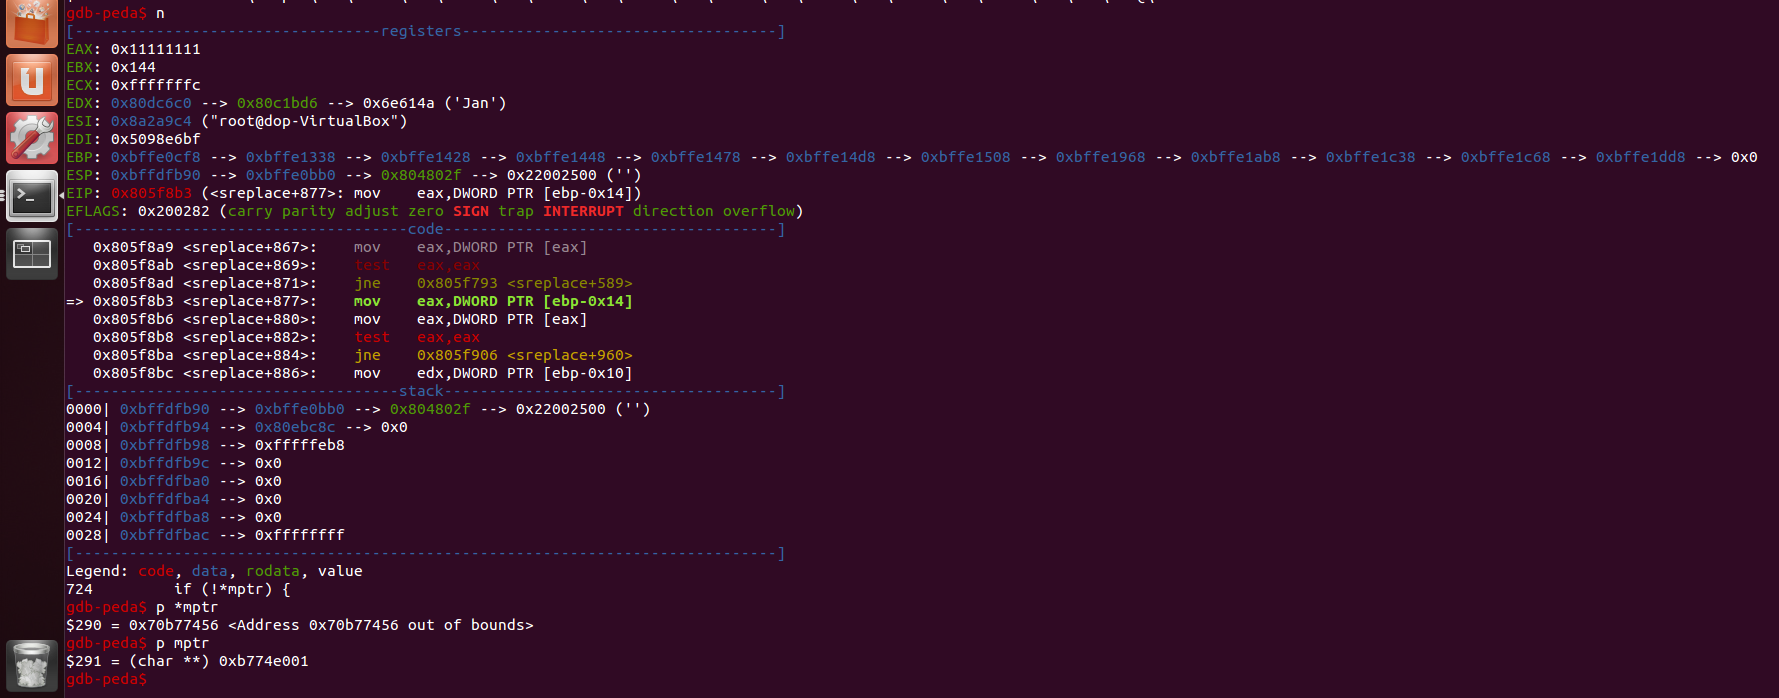 gdb-peda$ n
[----------------------------------registers-----------------------------------]
EAX: 0x11111111
EBX: 0x144
ECX: 0xfffffffc
EDX: 0x80dc6c0 --> 0x80c1bd6 --> 0x6e614a ('Jan')
ESI: 0x8a2a9c4 ("root@dop-VirtualBox")
EDI: 0x5098e6bf
EBP: 0xbffe0cf8 --> 0xbffe1338 --> 0xbffe1428 --> 0xbffe1448 --> 0xbffe1478 --> 0xbffe14d8 --> 0xbffe1508 --> 0xbffe1968 --> 0xbffe1ab8 --> 0xbffe1c38 --> 0xbffe1c68 --> 0xbffe1dd8 --> 0x0
ESP: 0xbffdfb90 --> 0xbffe0bb0 --> 0x804802f --> 0x22002500 ('')
EIP: 0x805f8b3 (<sreplace+877>: mov    eax,DWORD PTR [ebp-0x14])
EFLAGS: 0x200282 (carry parity adjust zero SIGN trap INTERRUPT direction overflow)
[-------------------------------------code-------------------------------------]
   0x805f8a9 <sreplace+867>:    mov    eax,DWORD PTR [eax]
   0x805f8ab <sreplace+869>:    test   eax,eax
   0x805f8ad <sreplace+871>:    jne    0x805f793 <sreplace+589>
=> 0x805f8b3 <sreplace+877>:    mov    eax,DWORD PTR [ebp-0x14]
   0x805f8b6 <sreplace+880>:    mov    eax,DWORD PTR [eax]
   0x805f8b8 <sreplace+882>:    test   eax,eax
   0x805f8ba <sreplace+884>:    jne    0x805f906 <sreplace+960>
   0x805f8bc <sreplace+886>:    mov    edx,DWORD PTR [ebp-0x10]
[------------------------------------stack-------------------------------------]
0000| 0xbffdfb90 --> 0xbffe0bb0 --> 0x804802f --> 0x22002500 ('')
0004| 0xbffdfb94 --> 0x80ebc8c --> 0x0
0008| 0xbffdfb98 --> 0xfffffeb8
0012| 0xbffdfb9c --> 0x0
0016| 0xbffdfba0 --> 0x0
0020| 0xbffdfba4 --> 0x0
0024| 0xbffdfba8 --> 0x0
0028| 0xbffdfbac --> 0xffffffff
[------------------------------------------------------------------------------]
Legend: code, data, rodata, value
724         if (!*mptr) {
gdb-peda$ p *mptr
$290 = 0x70b77456 <Address 0x70b77456 out of bounds>
gdb-peda$ p mptr
$291 = (char **) 0xb774e001
gdb-peda$